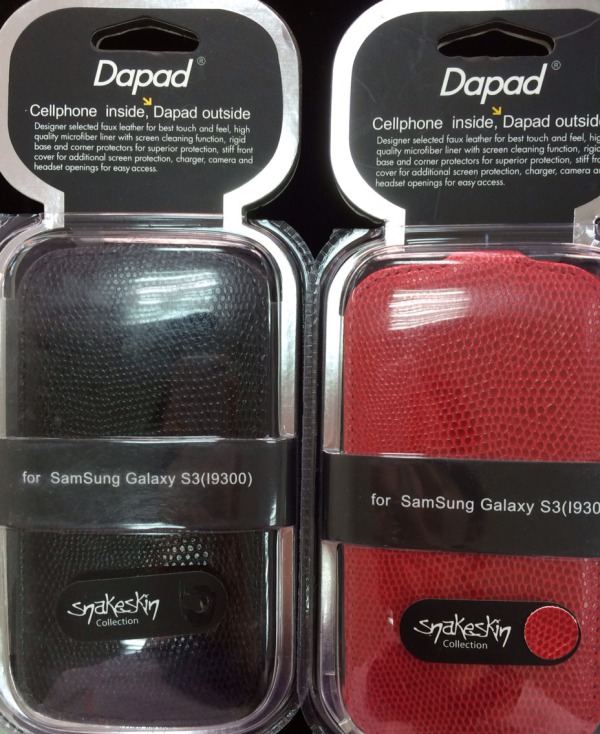 Dapad®
Cellphone inside, Dapad outside
Designer selected faux leather for best touch and feel, high
quality microfiber liner with screen cleaning function, rigid
base and corner protectors for superior protection, stiff front
cover for additional screen protection, charger, camera and
headset openings for easy access.
for SamSung Galaxy S3(I9300)
snakeskin
Collection
Dapad®
Cellphone inside, Dapad outside
Designer selected faux leather for best touch and feel, hig
quality microfiber liner with screen cleaning function, rigid
base and corner protectors for superior protection, stiff fro
cover for additional screen protection, charger, camera a
headset openings for easy access.
for SamSung Galaxy S3(I930
snakeskin
Collection